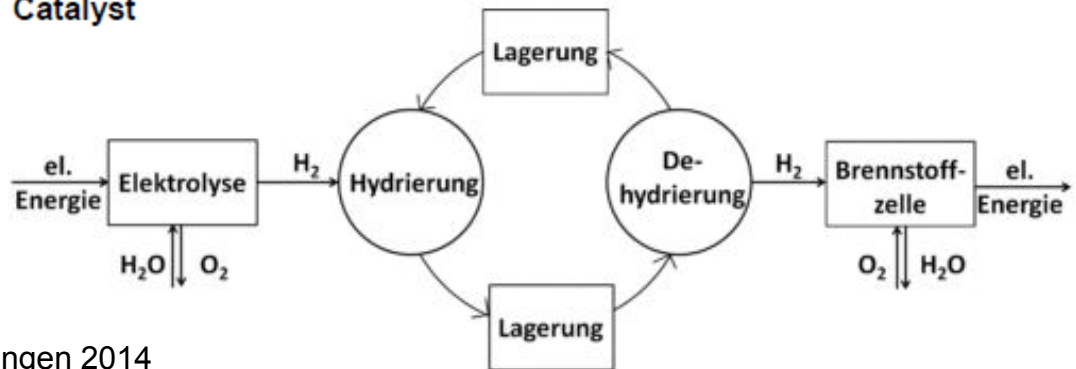 Catalyst
Lagerung
el.
Energie
Elektrolyse
H₂
Hydrierung
De-
hydrierung
H₂
Brennstoff-
zelle
el.
Energie
H₂O
O₂
O₂
H₂O
Lagerung
ngen 2014